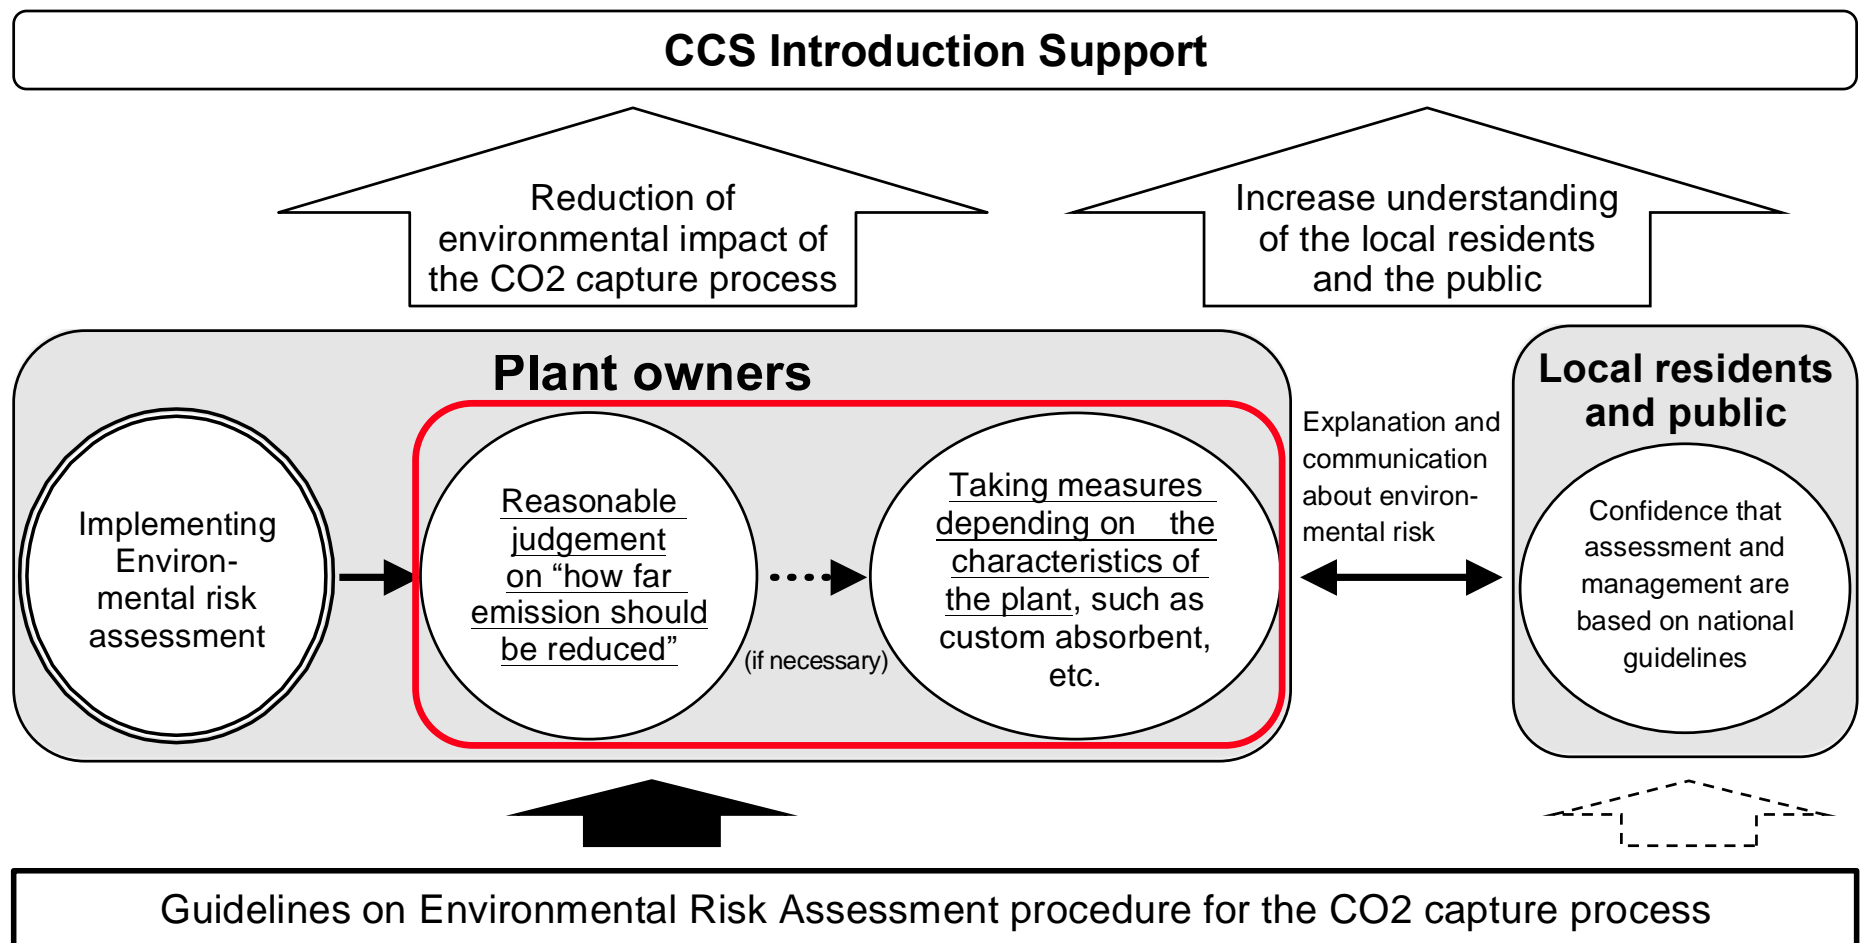 CCS Introduction Support
Reduction of
environmental impact of
the CO2 capture process
Increase understanding
of the local residents
and the public
Plant owners
Implementing
Environ-
mental risk
assessment
Reasonable
judgement
on “how far
emission should
be reduced”
(if necessary)
Taking measures
depending on the
characteristics of
the plant, such as
custom absorbent,
etc.
Explanation and
communication
about environ-
mental risk
Local residents
and public
Confidence that
assessment and
management are
based on national
guidelines
Guidelines on Environmental Risk Assessment procedure for the CO2 capture process